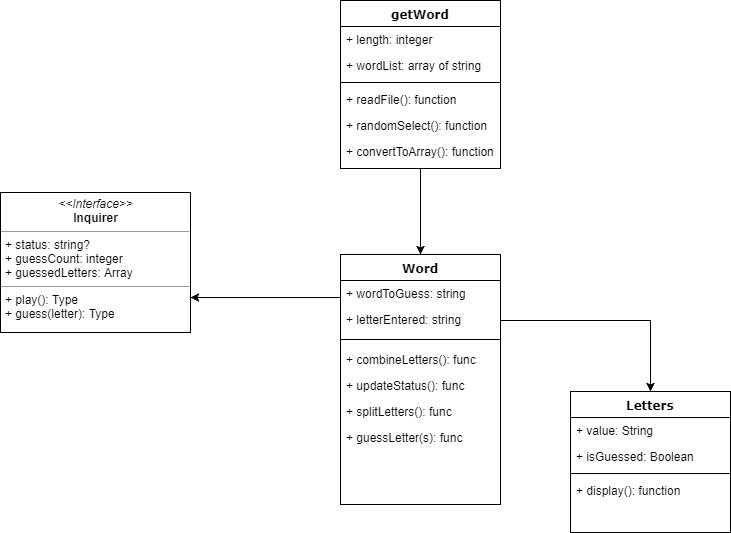 getWord
+ length: integer
+ wordList: array of string
+ readFile(): function
+ randomSelect(): function
+ convertToArray(): function
<<Interface>>
Inquirer
+ status: string?
+ guessCount: integer
+ guessedLetters: Array
+ play(): Type
+ guess(letter): Type
Word
+ wordToGuess: string
+ letterEntered: string
+ combineLetters(): func
+ updateStatus(): func
+ splitLetters(): func
+ guessLetter(s): func
Letters
+ value: String
+ isGuessed: Boolean
+ display(): function